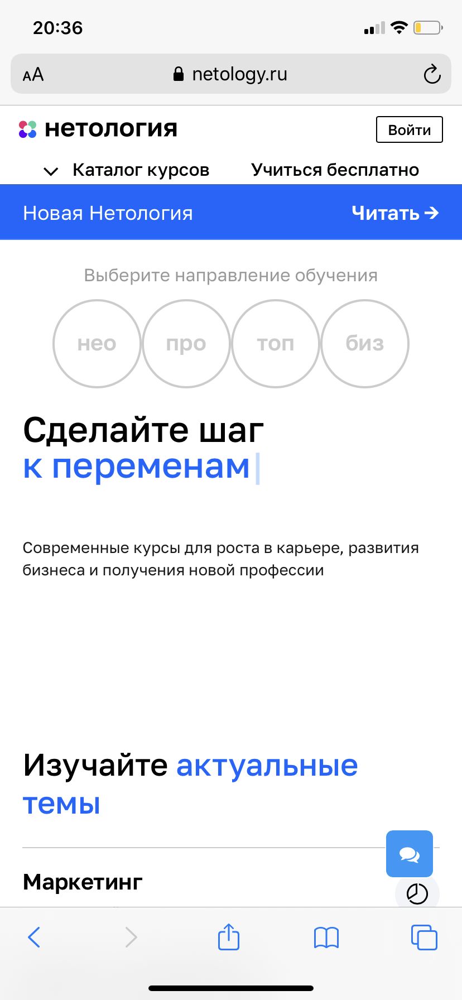 20:36
AA
netology.ru
нетология
Войти
Каталог курсов
Учиться бесплатно
Новая Нетология
Читать →
Выберите направление обучения
нео
про
топ
биз
Сделайте шаг
к переменам
Современные курсы для роста в карьере, развития
бизнеса и получения новой профессии
Изучайте актуальные
темы
Маркетинг